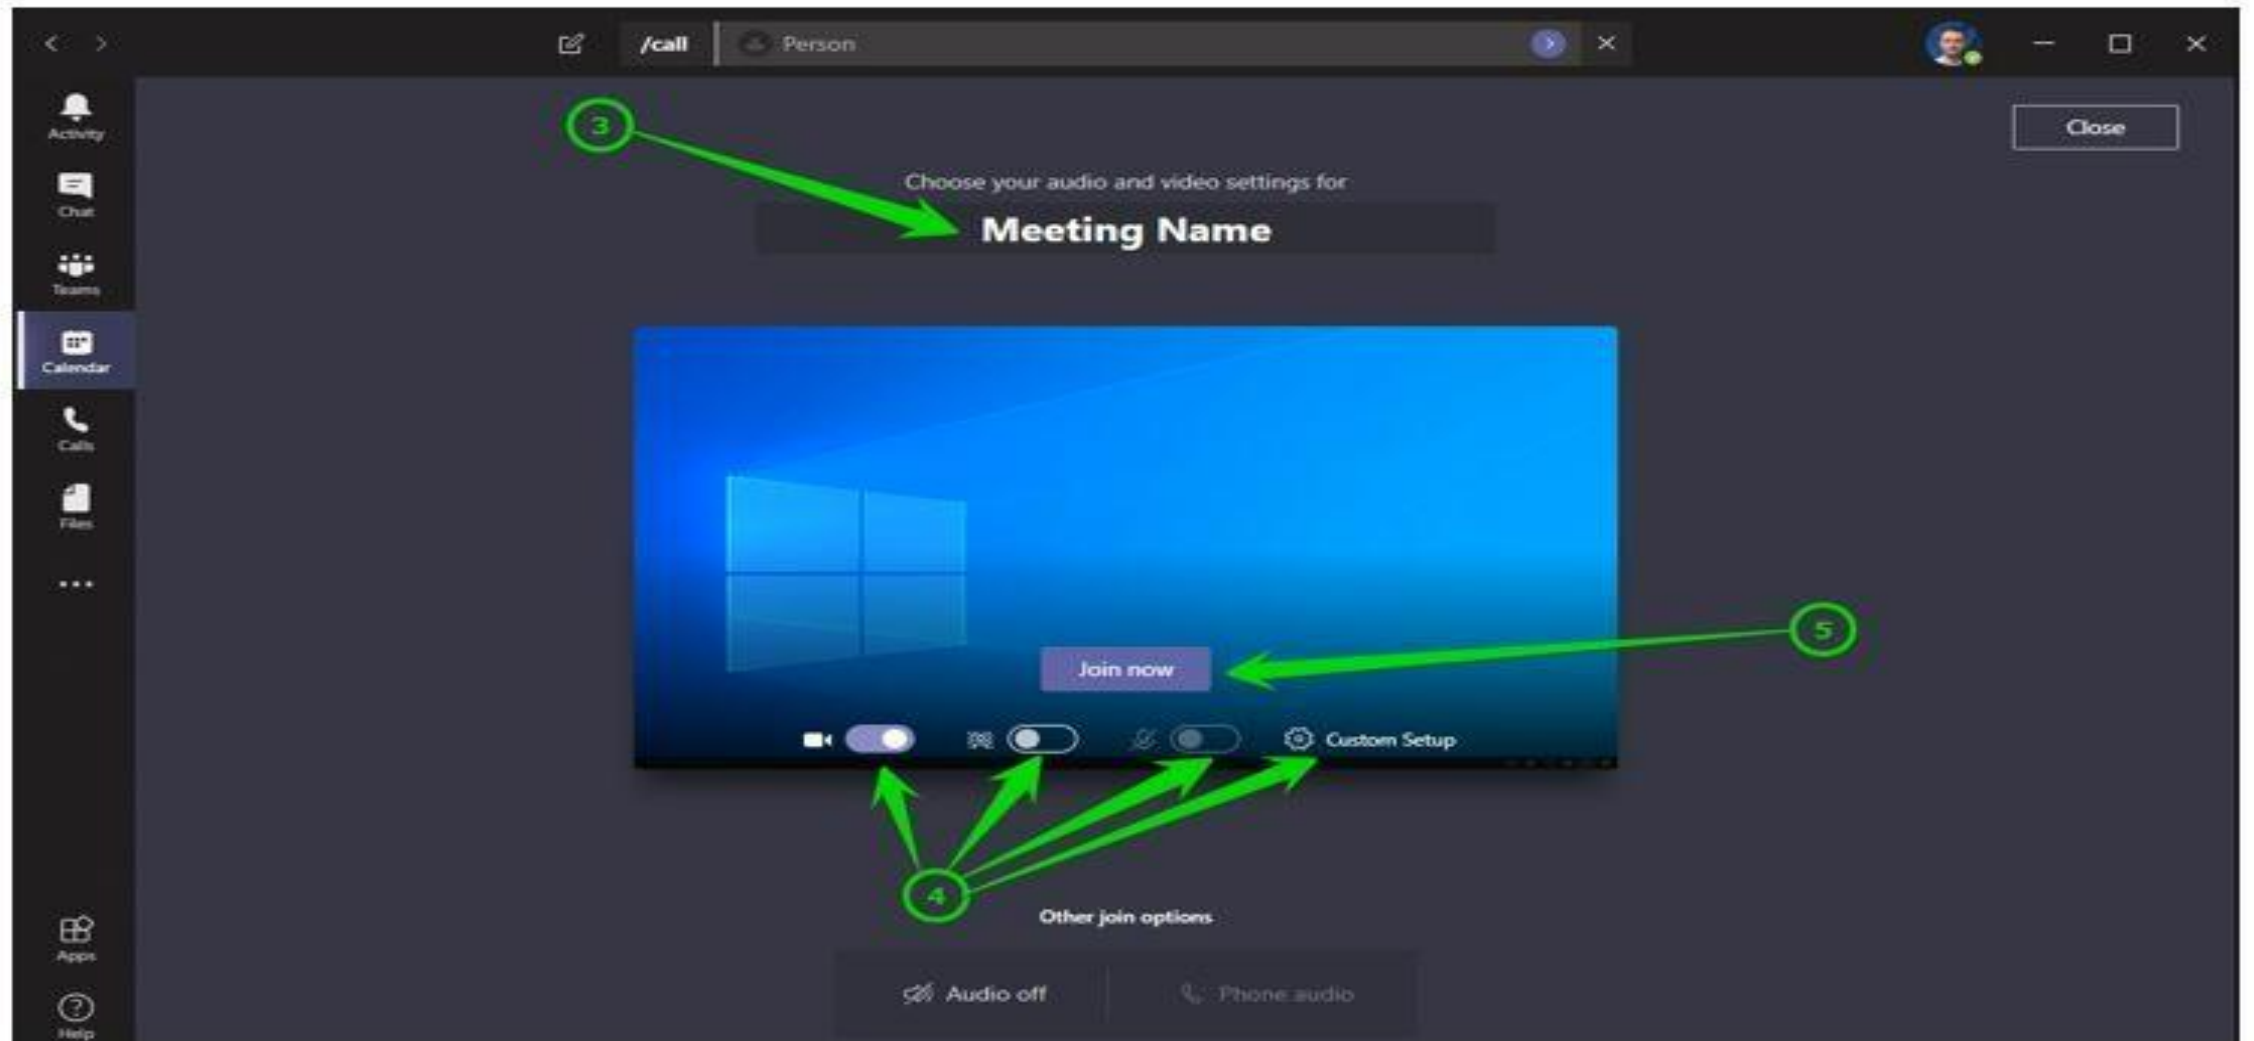 /call Person
Activity
Chat
Teams
Calendar
Calls
Files
Apps
Help
Close
3
Choose your audio and video settings for
Meeting Name
Join now
5
Custom Setup
4
Other join options
Audio off
Phone audio